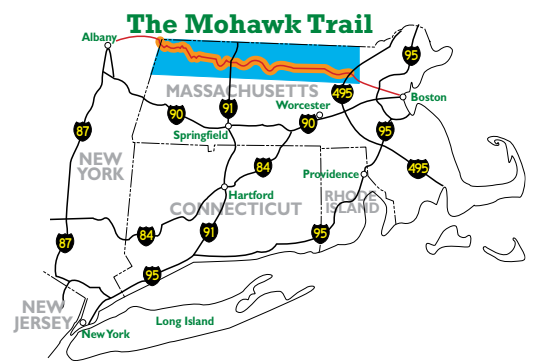 The Mohawk Trail
Albany
95
MASSACHUSETTS
495
Boston
90
91
Worcester
90
87
Springfield
95
NEW
YORK
84
495
Providence
Hartford
RHODE
ISLAND
CONNECTICUT
84
91
95
87
95
NEW
JERSEY
New York
Long Island